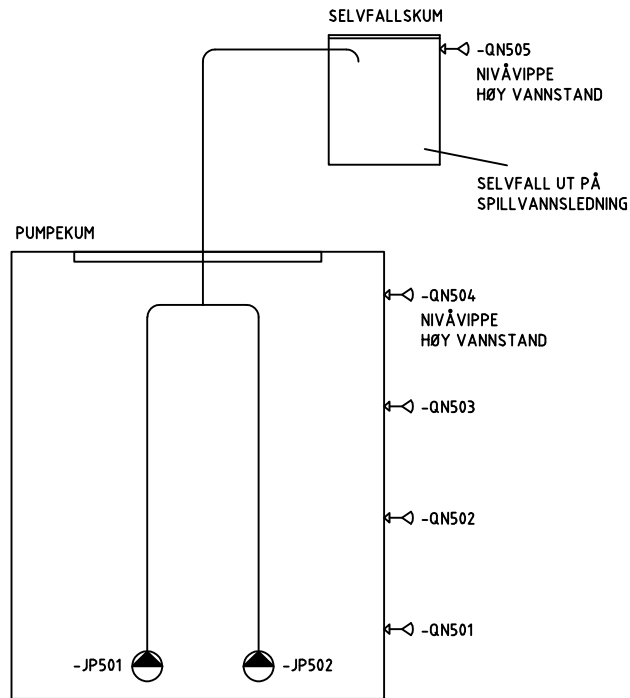 SELVFALLSKUM
-QN505
NIVÅVIPPE
HØY VANNSTAND
SELVFALL UT PÅ
SPILLVANNSLEDNING
PUMPEKUM
-QN504
NIVÅVIPPE
HØY VANNSTAND
-QN503
-QN502
-QN501
-JP501
-JP502